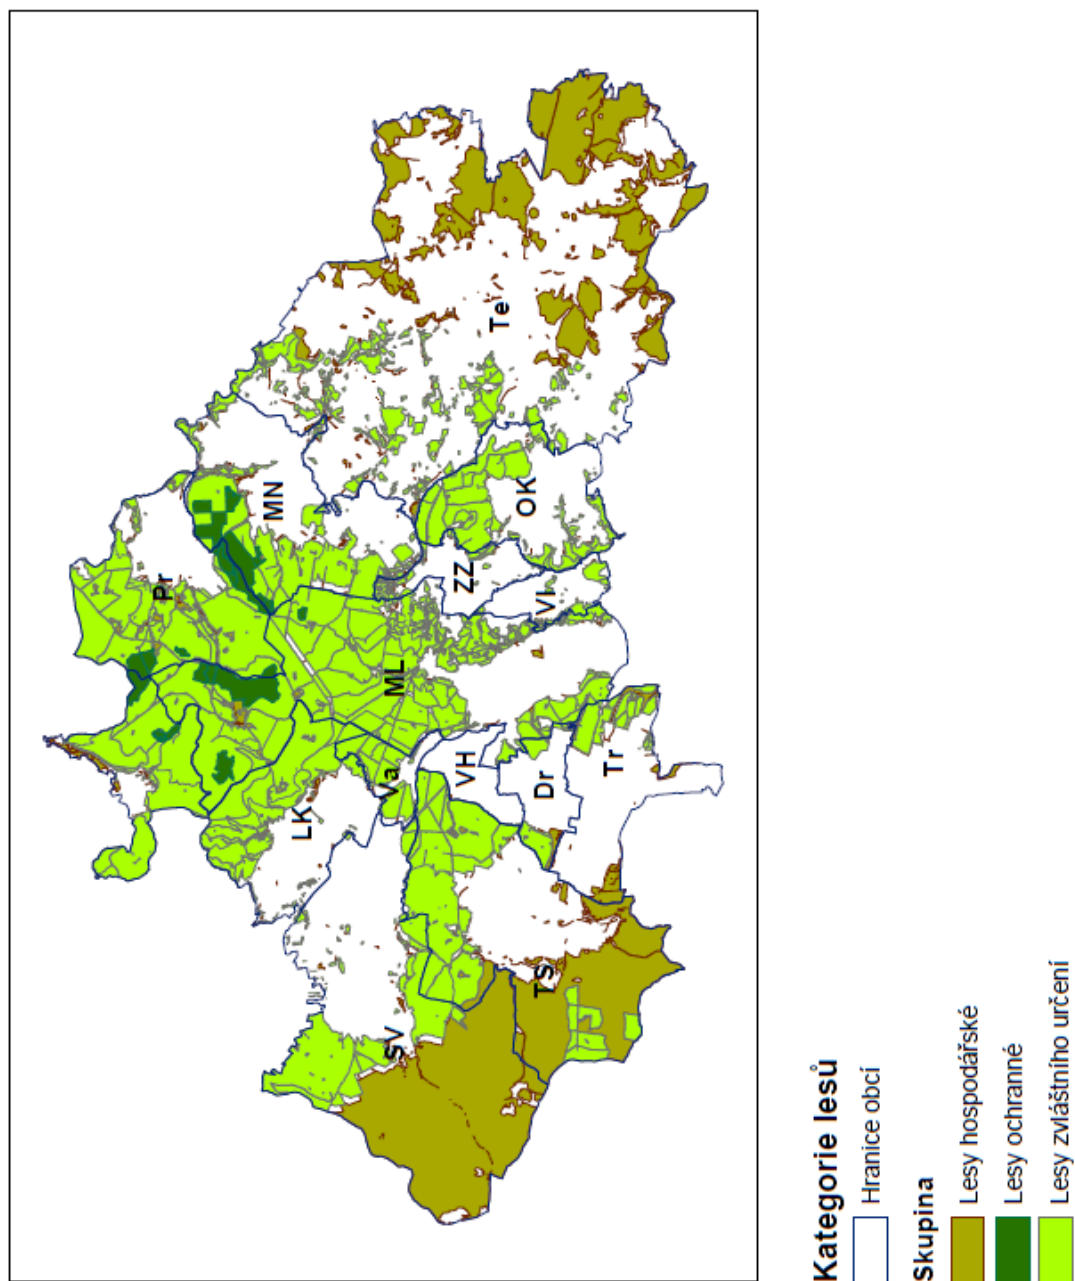 Pr
MN
LK
SV
Va
ML
VH
ZZ
Te
OK
TS
Dr
Vl
Tr
Kategorie lesů
Hranice obcí
Skupina
Lesy hospodářské
Lesy ochranné
Lesy zvláštního určení